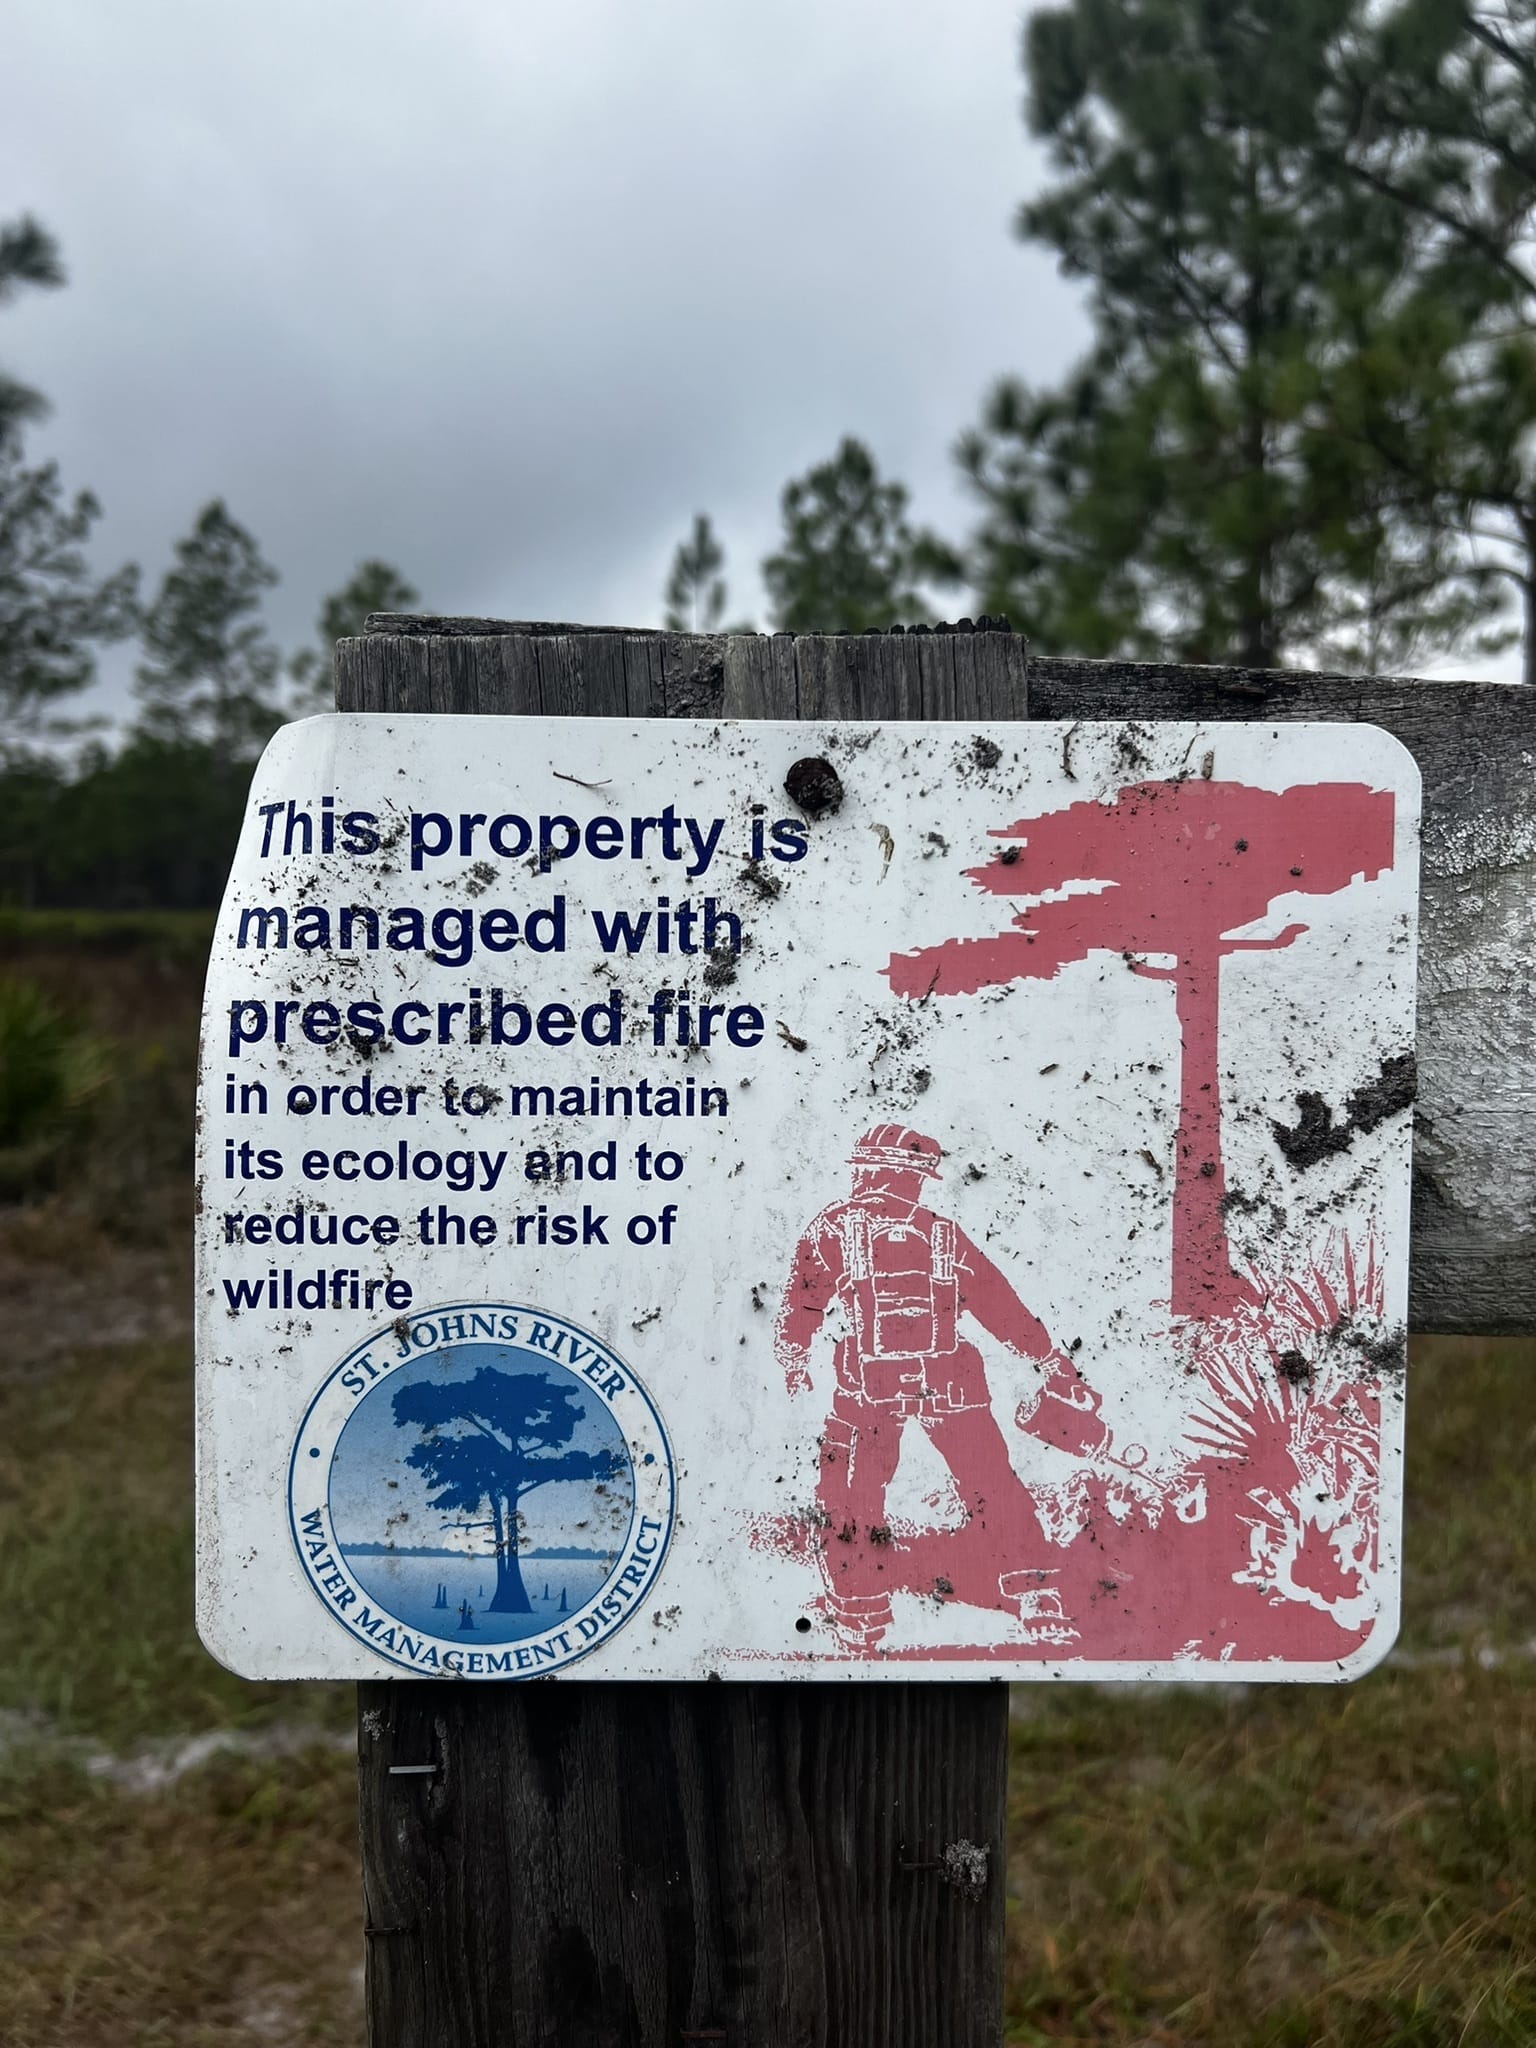 This property is
managed with
prescribed fire
in order to maintain
its ecology and to
reduce the risk of
wildfire
ST. JOHNS RIVER
WATER MANAGEMENT DISTRICT